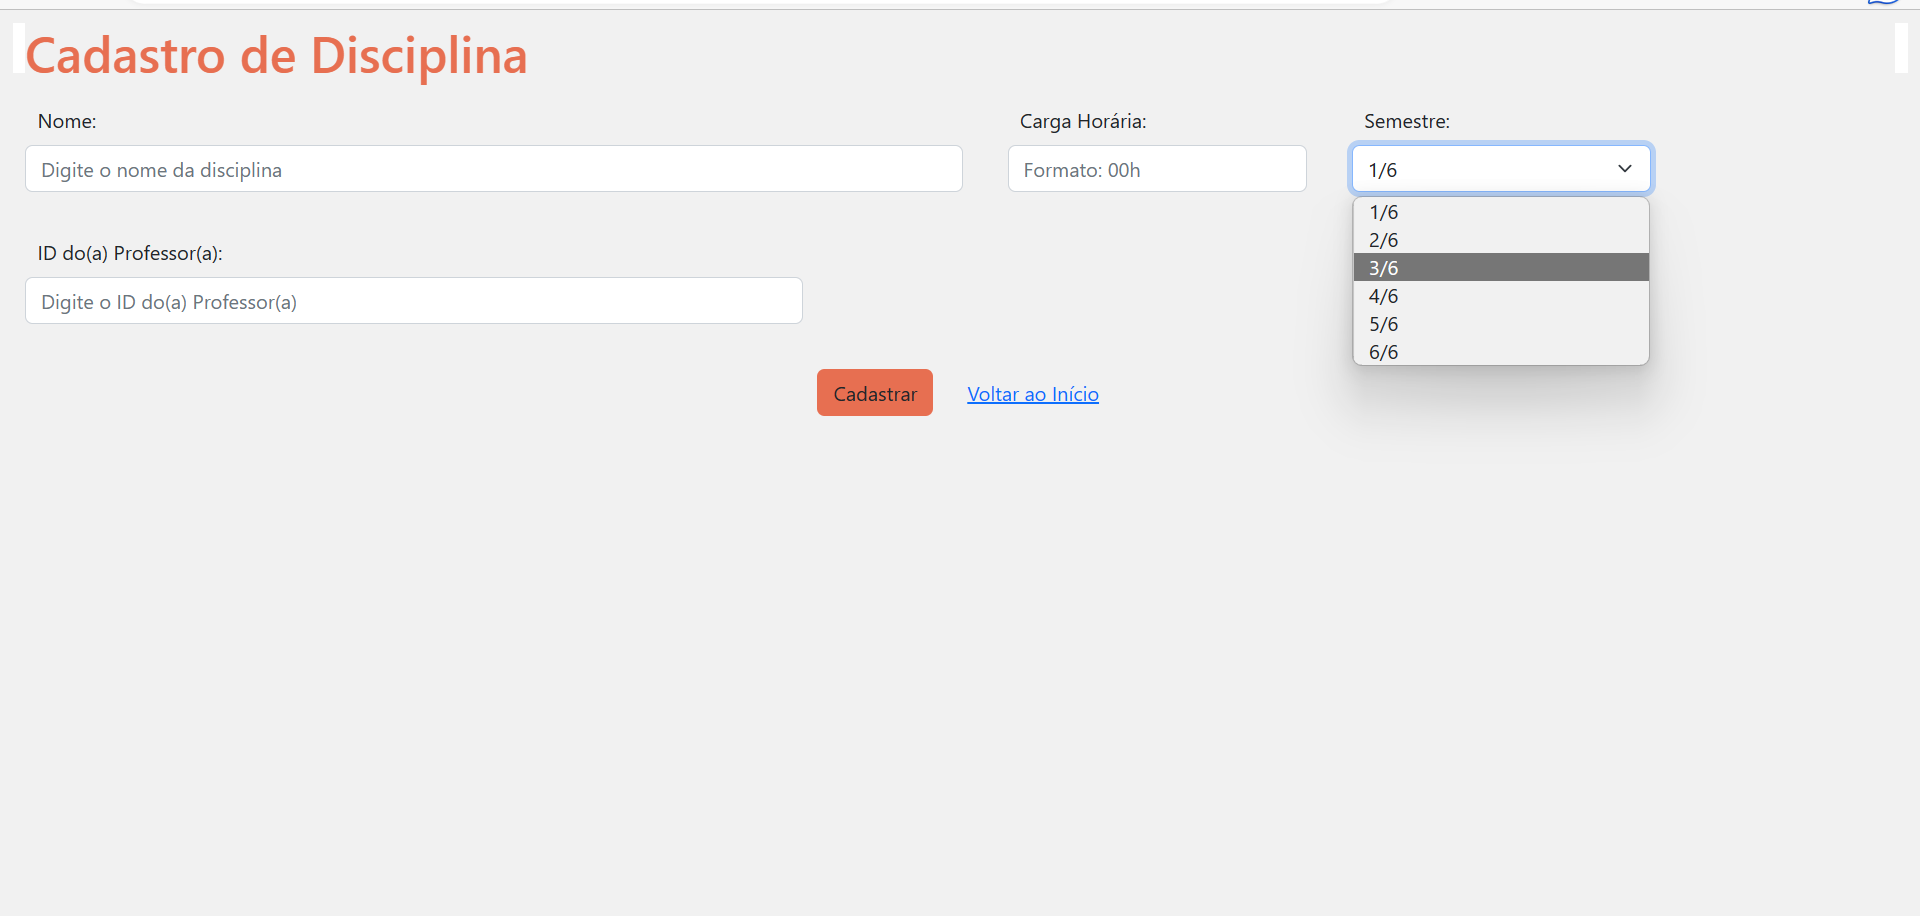 Cadastro de Disciplina
Nome:
Carga Horária:
Semestre:
Digite o nome da disciplina
Formato: 00h
1/6
1/6
2/6
3/6
4/6
5/6
6/6
ID do(a) Professor(a):
Digite o ID do(a) Professor(a)
Cadastrar
Voltar ao Início